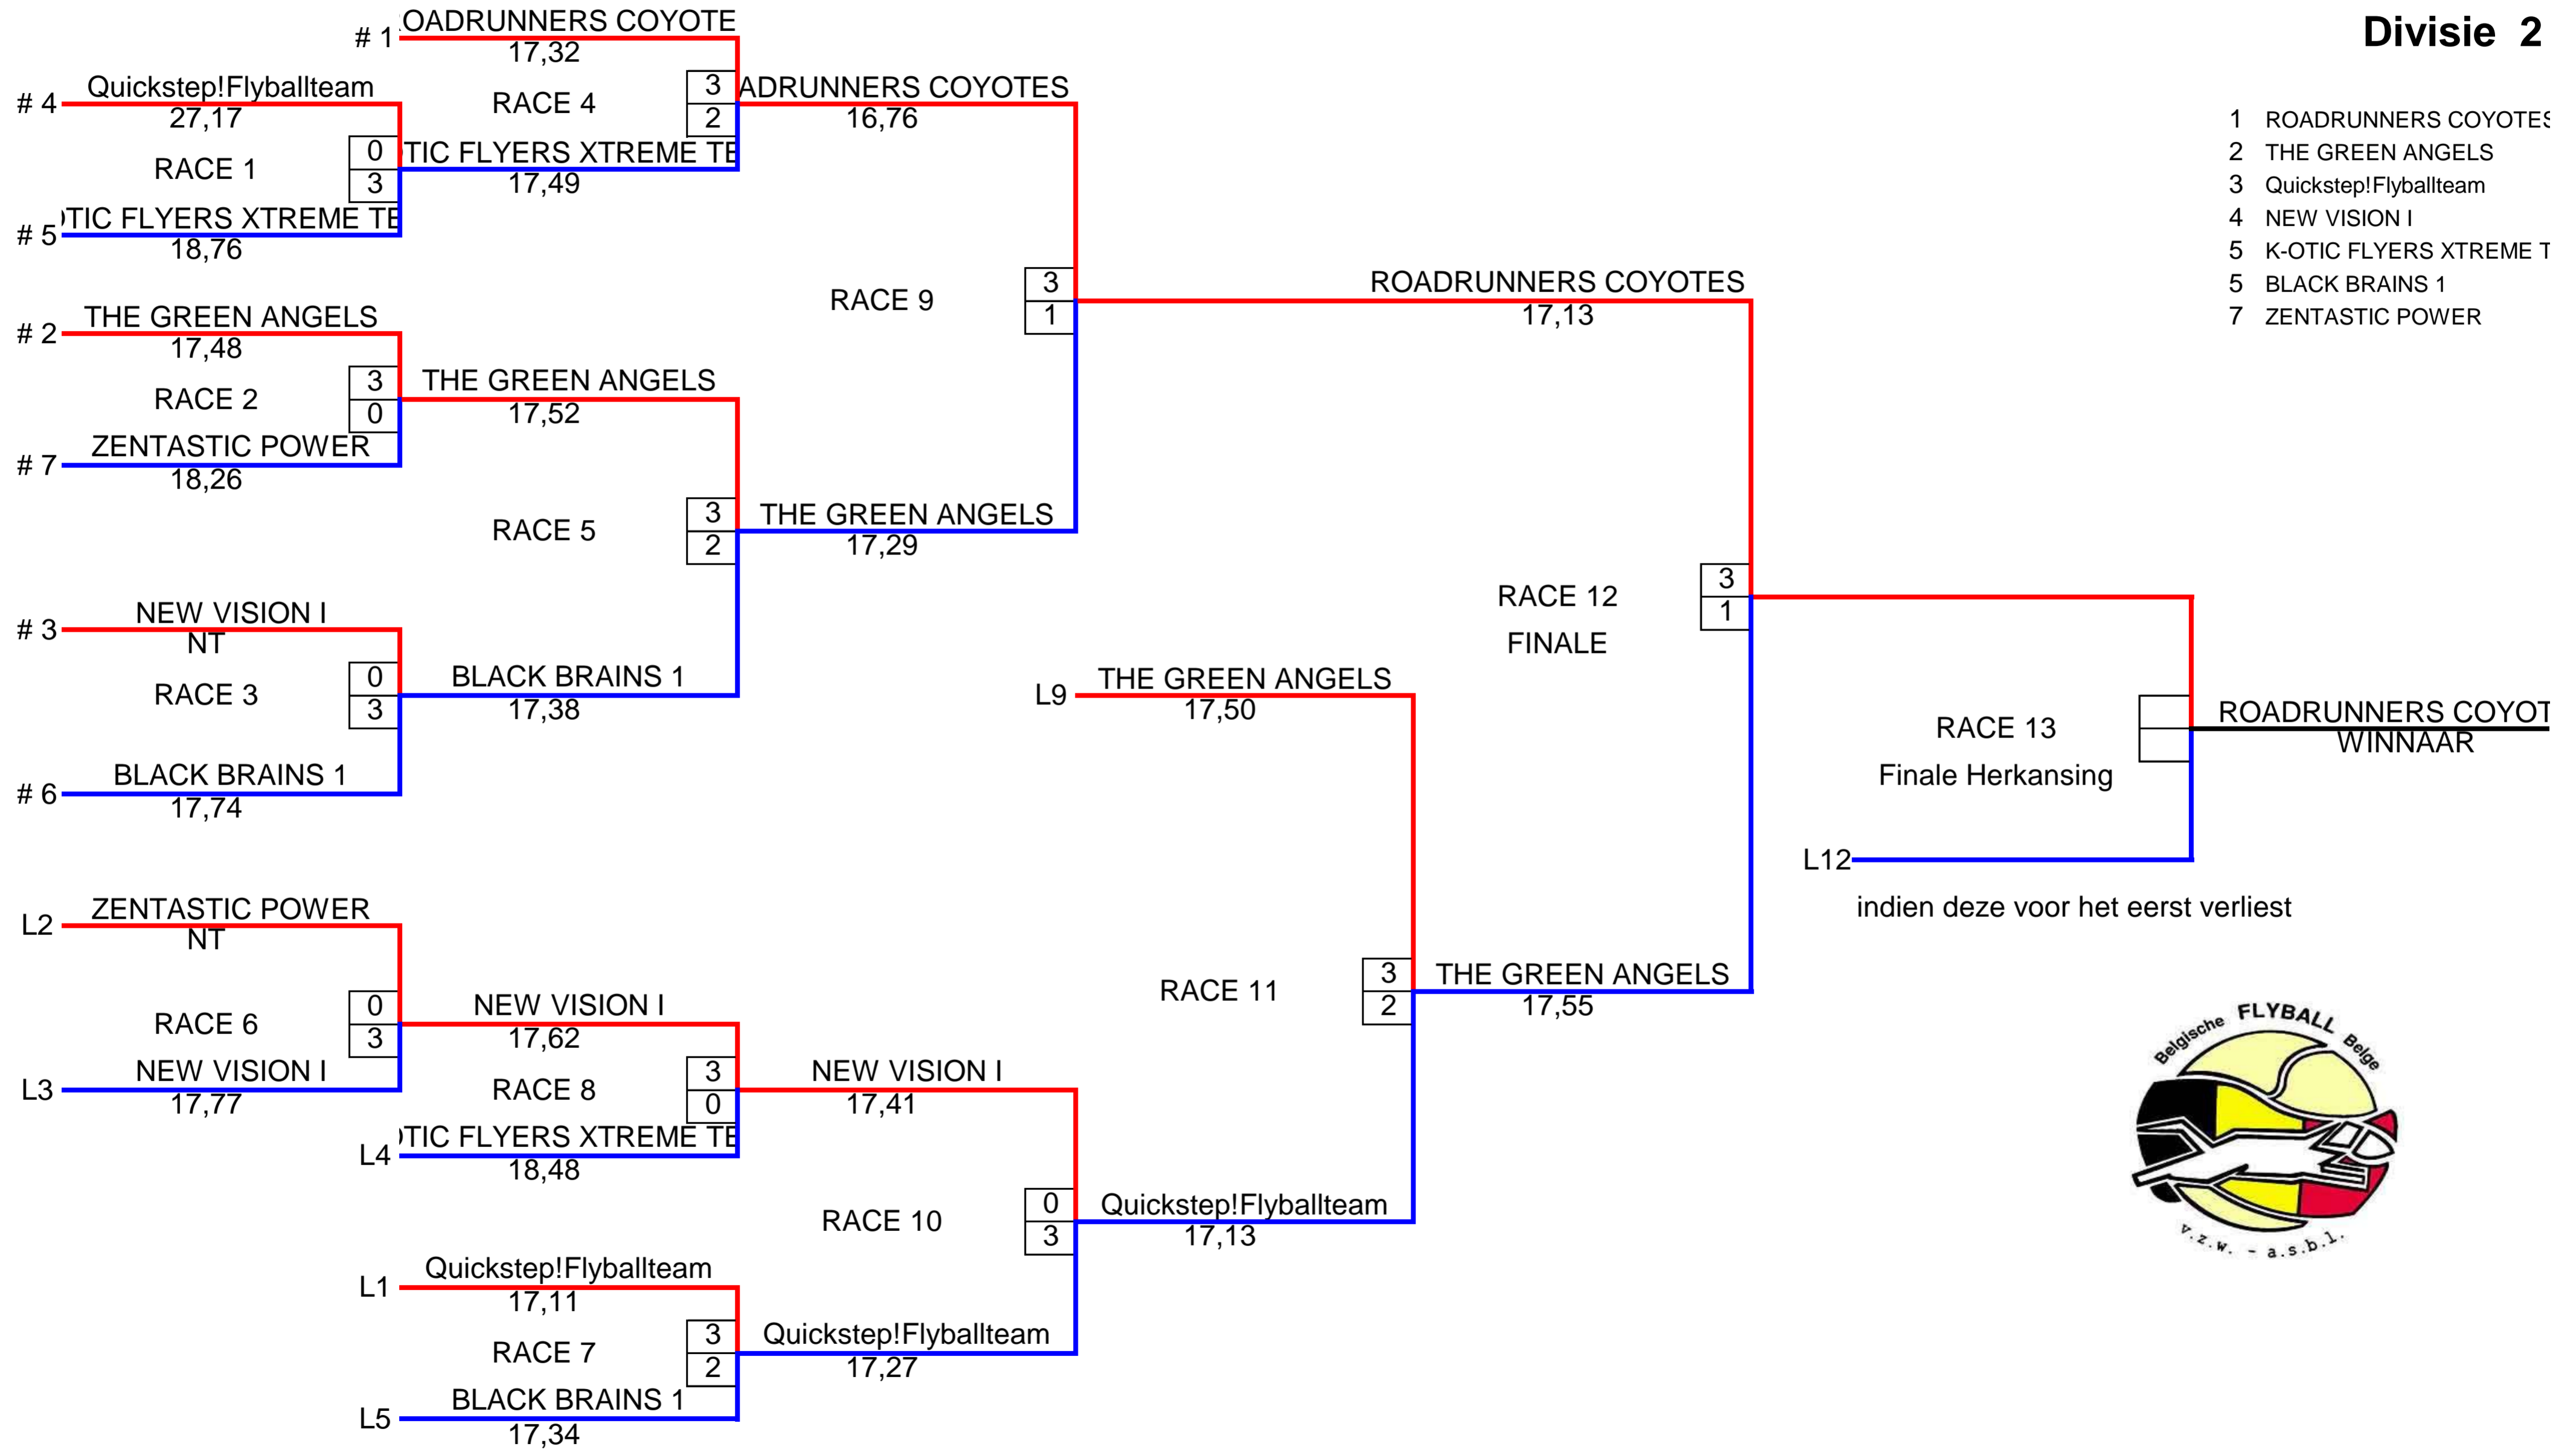 Divisie 2
# 1
OADRUNNERS COYOTE
17,32
# 4
Quickstep!Flyballteam
27,17
RACE 4
3
2
ADRUNNERS COYOTES
16,76
RACE 1
0
3
TIC FLYERS XTREME TE
17,49
# 5
OTIC FLYERS XTREME TE
18,76
1 ROADRUNNERS COYOTES
2 THE GREEN ANGELS
3 Quickstep!Flyballteam
4 NEW VISION I
5 K-OTIC FLYERS XTREME T
5 BLACK BRAINS 1
7 ZENTASTIC POWER
# 2
THE GREEN ANGELS
17,48
RACE 9
3
1
ROADRUNNERS COYOTES
17,13
RACE 2
3
0
THE GREEN ANGELS
17,52
# 7
ZENTASTIC POWER
18,26
RACE 5
3
2
THE GREEN ANGELS
17,29
# 3
NEW VISION I
NT
RACE 12
FINALE
3
1
RACE 3
0
3
BLACK BRAINS 1
17,38
L9
THE GREEN ANGELS
17,50
RACE 13
Finale Herkansing
ROADRUNNERS COYOT
WINNAAR
# 6
BLACK BRAINS 1
17,74
L12
indien deze voor het eerst verliest
L2
ZENTASTIC POWER
NT
RACE 11
3
2
THE GREEN ANGELS
17,55
RACE 6
0
3
NEW VISION I
17,62
L3
NEW VISION I
17,77
RACE 8
3
0
NEW VISION I
17,41
L4
OTIC FLYERS XTREME TE
18,48
RACE 10
0
3
Quickstep!Flyballteam
17,13
L1
Quickstep!Flyballteam
17,11
RACE 7
3
2
Quickstep!Flyballteam
17,27
L5
BLACK BRAINS 1
17,34
Belgische FLYBALL Belge
v.z.w. - a.s.b.l.